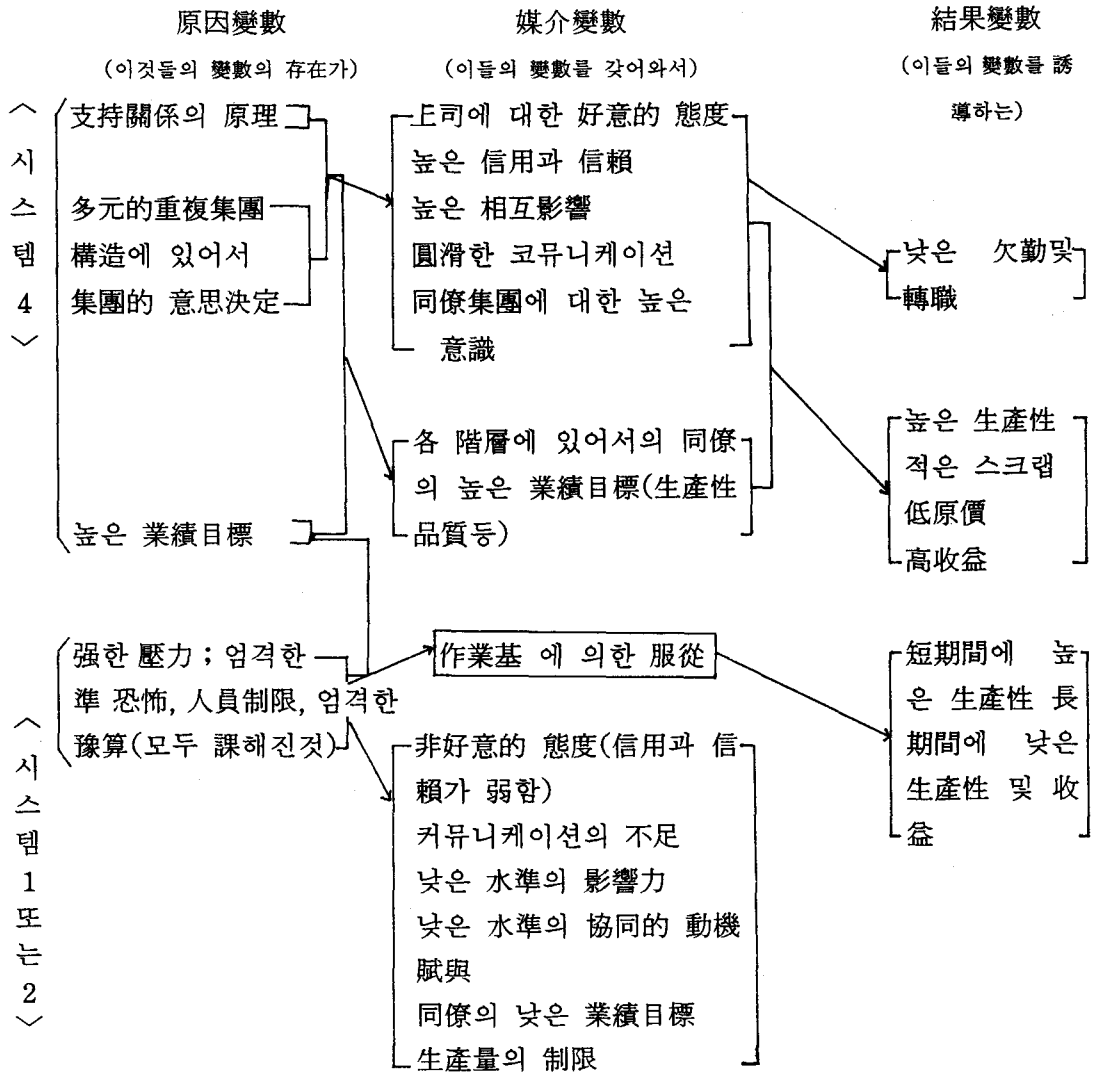 原因變數
(이것들의 變數의 存在가)
〈시스템4〉
支持關係의 原理
多元的重複集團
構造에 있어서
集團的 意思決定
높은 業績目標
〈시스템1또는2〉
强한 壓力 ; 엄격한
準 恐怖, 人員制限, 엄격한
豫算(모두 課해진것)
媒介變數
(이들의 變數를 갖어와서)
上司에 대한 好意的 態度
높은 信用과 信賴
높은 相互影響
圓滑한 코뮤니케이션
同僚集團에 대한 높은
意識
各 階層에 있어서의 同僚
의 높은 業績目標(生產性
品質등)
作業基 에 의한 服從
非好意的 態度(信用과 信
賴가 弱함)
커뮤니케이션의 不足
낮은 水準의 影響力
낮은 水準의 協同的 動機
賦與
同僚의 낮은 業績目標
生產量의 制限
結果變數
(이들의 變數를 誘
導하는)
낮은 欠勤및
轉職
높은 生產性
적은 스크랩
低原價
高收益
短期間에 높
은 生產性 長
期間에 낮은
生產性 및 收
益